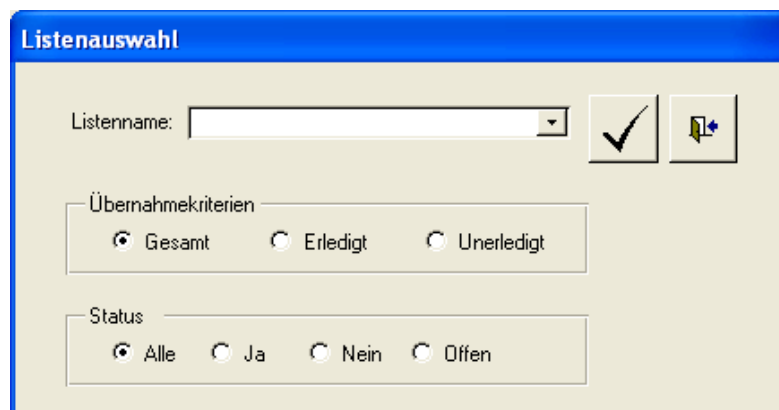 Listenauswahl
Listenname:
Übernahmekriterien
Gesamt Erledigt Unerledigt
Status
Alle Ja Nein Offen